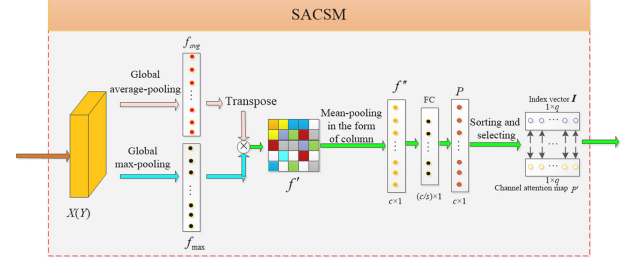 SACSM
f_avg
Global
average-pooling
Transpose
Global
max-pooling
X(Y)
f_max
f'
Mean-pooling
in the form
of column
f"
c×1
FC
(c/z)×1
P
c×1
Sorting and
selecting
Index vector I
1×q
...
1×q
Channel attention map P'